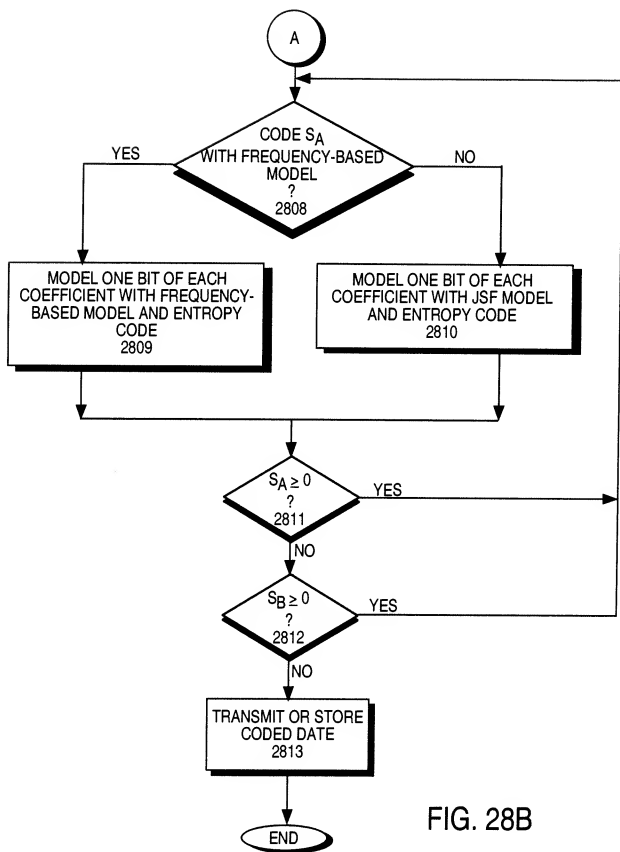 A
CODE SA
WITH FREQUENCY-BASED
MODEL
?
2808
YES
NO
MODEL ONE BIT OF EACH
COEFFICIENT WITH FREQUENCY-
BASED MODEL AND ENTROPY
CODE
2809
MODEL ONE BIT OF EACH
COEFFICIENT WITH JSF MODEL
AND ENTROPY CODE
2810
SA ≥ 0
?
2811
YES
NO
SB ≥ 0
?
2812
YES
NO
TRANSMIT OR STORE
CODED DATE
2813
END
FIG. 28B